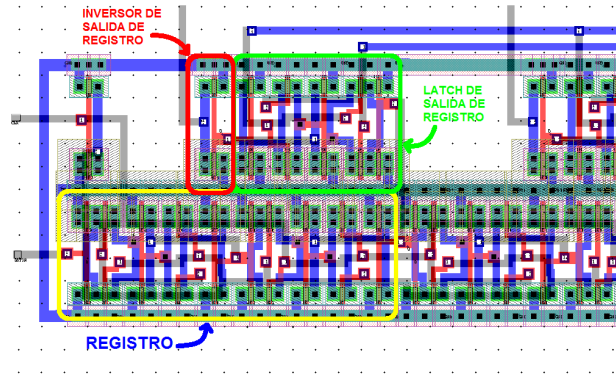 INVERSOR DE
SALIDA DE
REGISTRO
LATCH DE
SALIDA DE
REGISTRO
REGISTRO